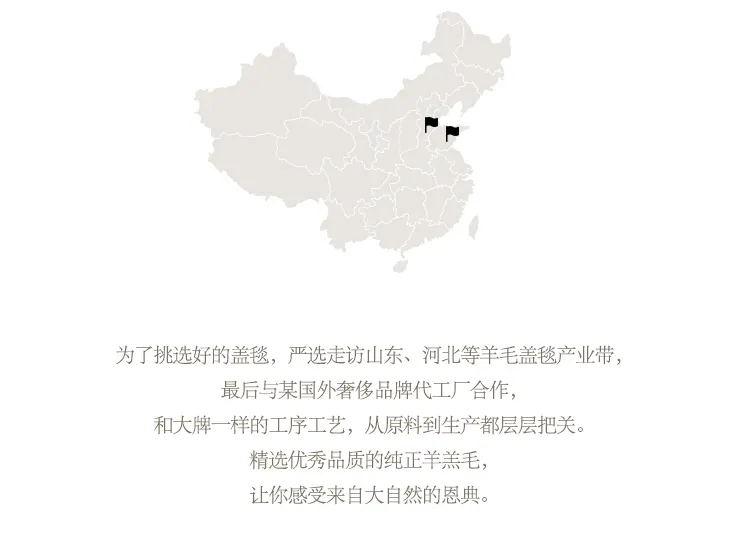 为了挑选好的盖毯，严选走访山东、河北等羊毛盖毯产业带，
最后与某国外奢侈品牌代工厂合作，
和大牌一样的工序工艺，从原料到生产都层层把关。
精选优秀品质的纯正羊羔毛，
让你感受来自大自然的恩典。